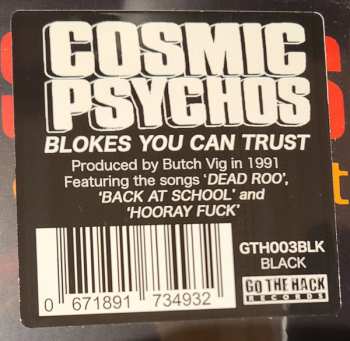 COSMIC
PSYCHOS
BLOKES YOU CAN TRUST
Produced by Butch Vig in 1991
Featuring the songs 'DEAD ROO',
'BACK AT SCHOOL' and
'HOORAY FUCK'
GTH003BLK
BLACK
GO THE HACK
RECORDS
0 671891 734932